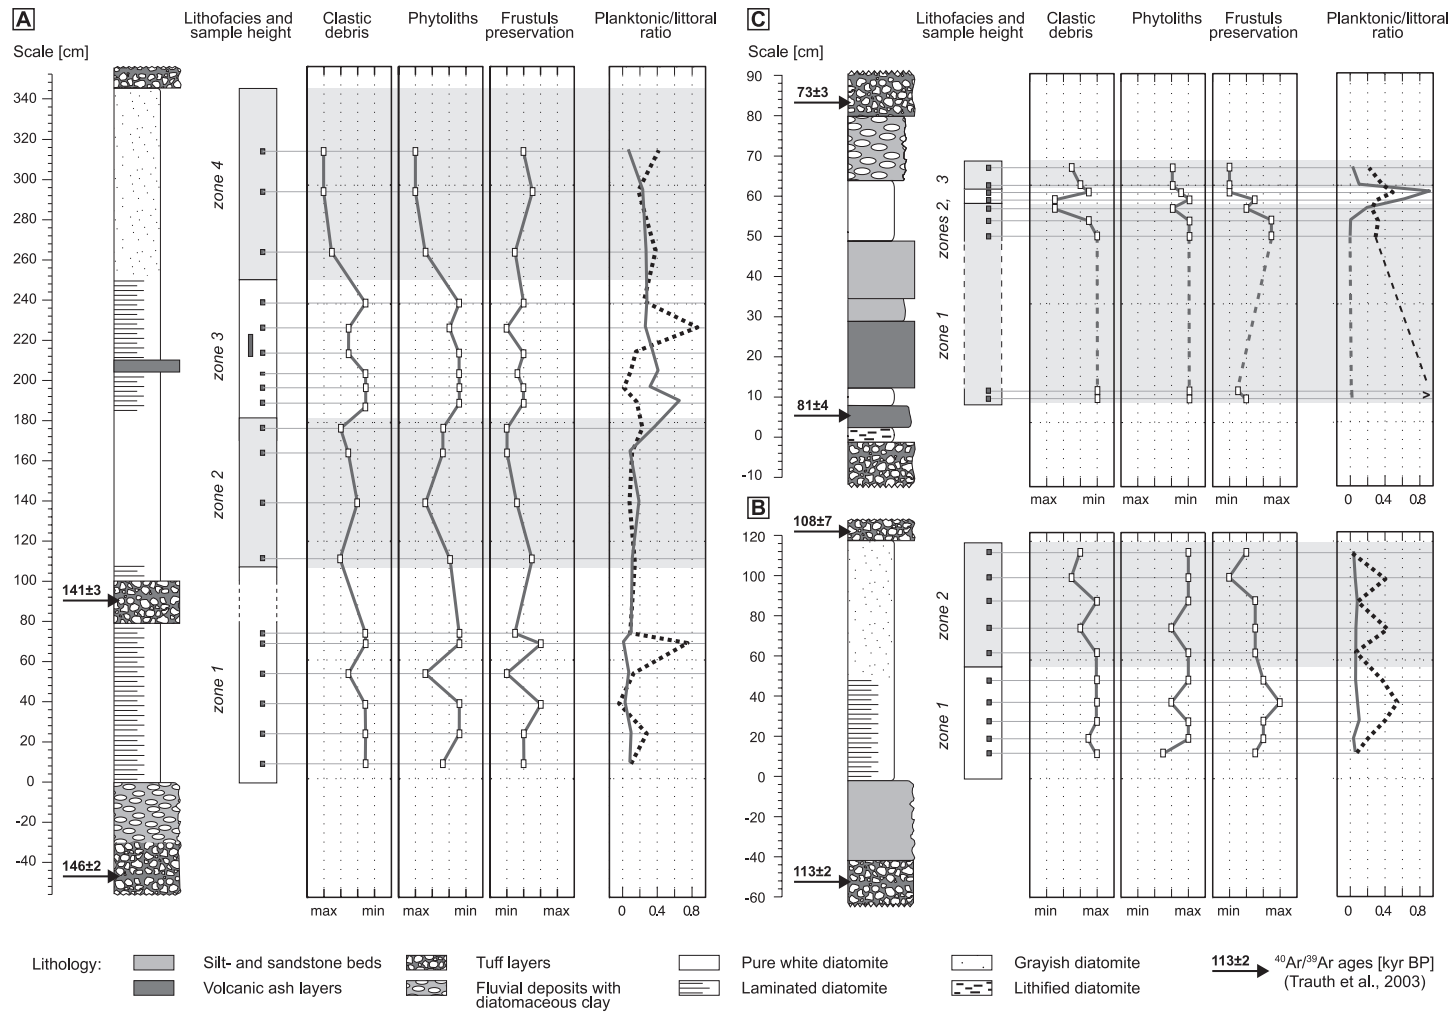 A
Scale [cm]
Lithofacies and
sample height
Clastic
debris
Phytoliths
Frustuls
preservation
Planktonic/littoral
ratio
340
320
300
280
260
240
220
200
180
160
140
120
100
80
60
40
20
0
-20
-40
141±3
146±2
zone 4
zone 3
zone 2
zone 1
max min
max min
min max
0 0.4 0.8
C
Scale [cm]
Lithofacies and
sample height
Clastic
debris
Phytoliths
Frustuls
preservation
Planktonic/littoral
ratio
90
80
70
60
50
40
30
20
10
0
-10
73±3
81±4
zones 2, 3
zone 1
max min
max min
min max
0 0.4 0.8
B
120
100
80
60
40
20
0
-20
-40
-60
108±7
113±2
zone 2
zone 1
min max
min max
min max
0 0.4 0.8
Lithology:
Silt- and sandstone beds
Volcanic ash layers
Tuff layers
Fluvial deposits with
diatomaceous clay
Pure white diatomite
Laminated diatomite
Grayish diatomite
Lithified diatomite
113±2
40Ar/39Ar ages [kyr BP]
(Trauth et al., 2003)